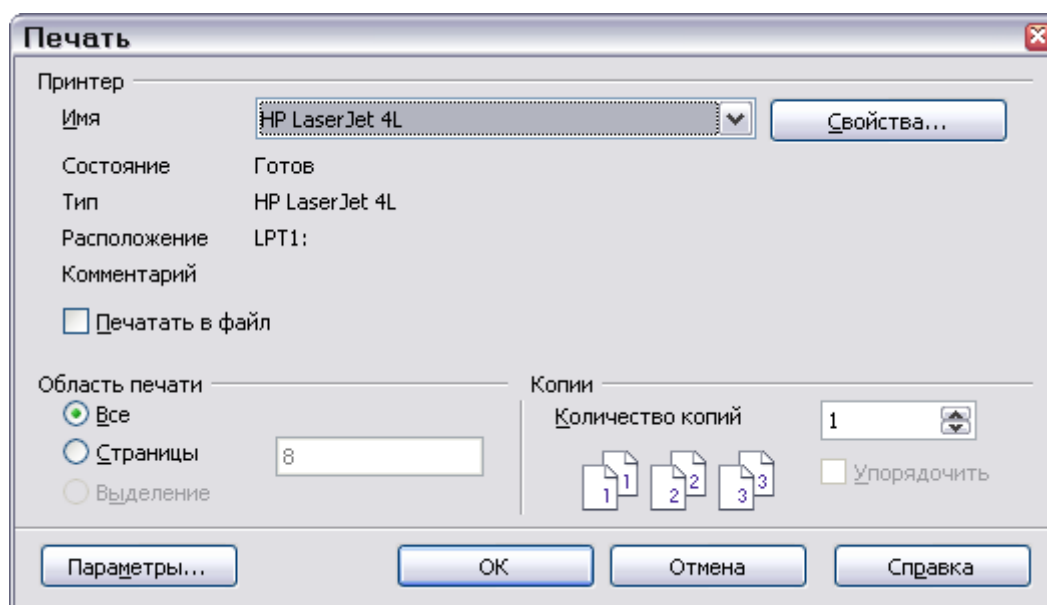 Печать
Принтер
Имя HP LaserJet 4L Свойства...
Состояние Готов
Тип HP LaserJet 4L
Расположение LPT1:
Комментарий
Печатать в файл
Область печати
Все
Страницы 8
Выделение
Копии
Количество копий 1
1 1 2 2 3 3
Упорядочить
Параметры... ОК Отмена Справка